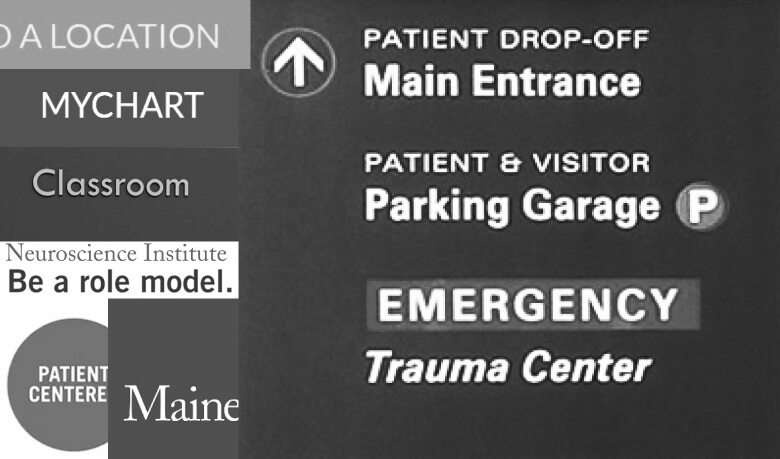 D A LOCATION
MYCHART
Classroom
Neuroscience Institute
Be a role model.
PATIENT
CENTERE
Maine
PATIENT DROP-OFF
Main Entrance
PATIENT & VISITOR
Parking Garage P
EMERGENCY
Trauma Center